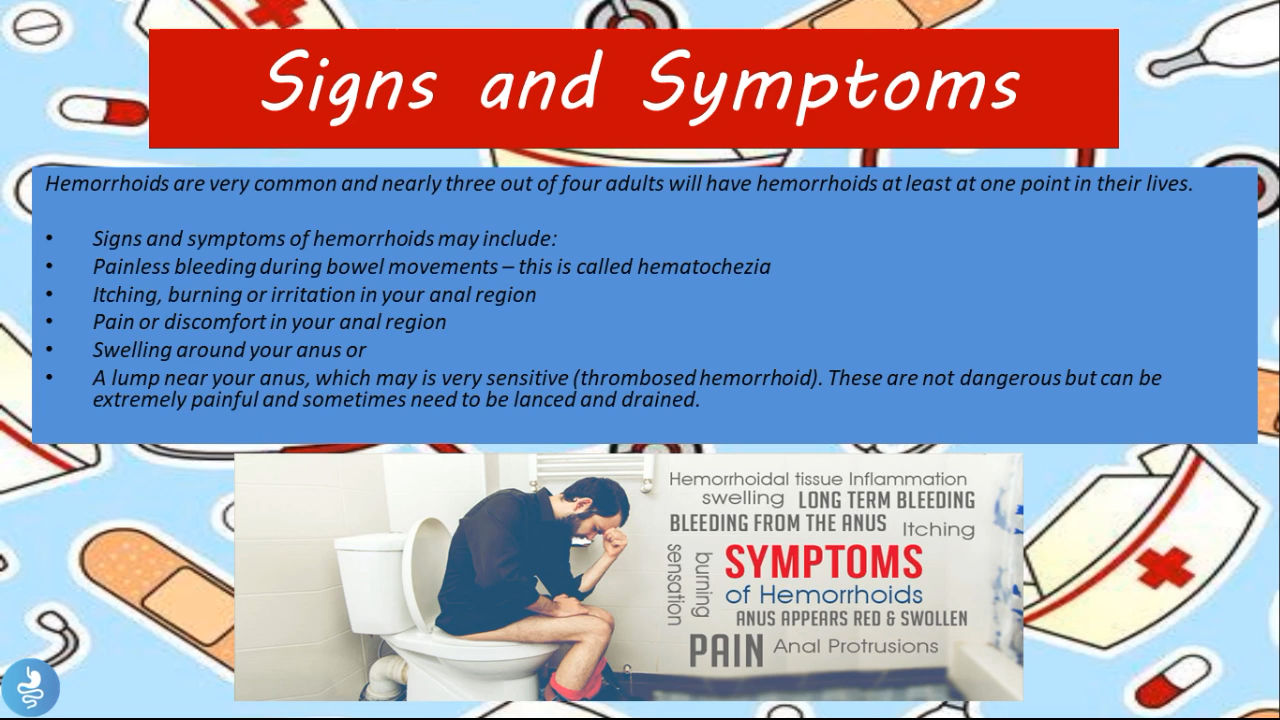 Signs and Symptoms
Hemorrhoids are very common and nearly three out of four adults will have hemorrhoids at least at one point in their lives.
• Signs and symptoms of hemorrhoids may include:
• Painless bleeding during bowel movements – this is called hematochezia
• Itching, burning or irritation in your anal region
• Pain or discomfort in your anal region
• Swelling around your anus or
• A lump near your anus, which may is very sensitive (thrombosed hemorrhoid). These are not dangerous but can be
extremely painful and sometimes need to be lanced and drained.
Hemorrhoidal tissue Inflammation
swelling LONG TERM BLEEDING
BLEEDING FROM THE ANUS Itching
sensation
burning
SYMPTOMS
of Hemorrhoids
ANUS APPEARS RED & SWOLLEN
PAIN Anal Protrusions